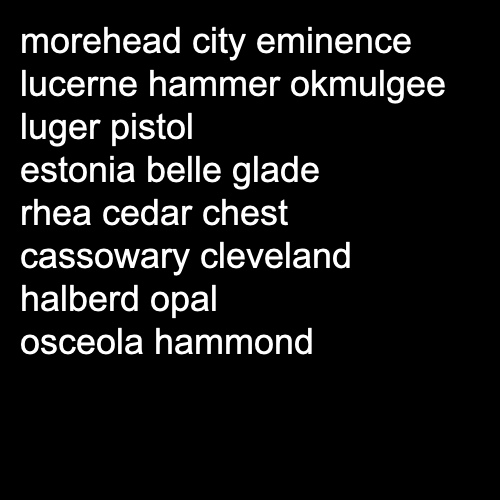 morehead city eminence
lucerne hammer okmulgee
luger pistol
estonia belle glade
rhea cedar chest
cassowary cleveland
halberd opal
osceola hammond